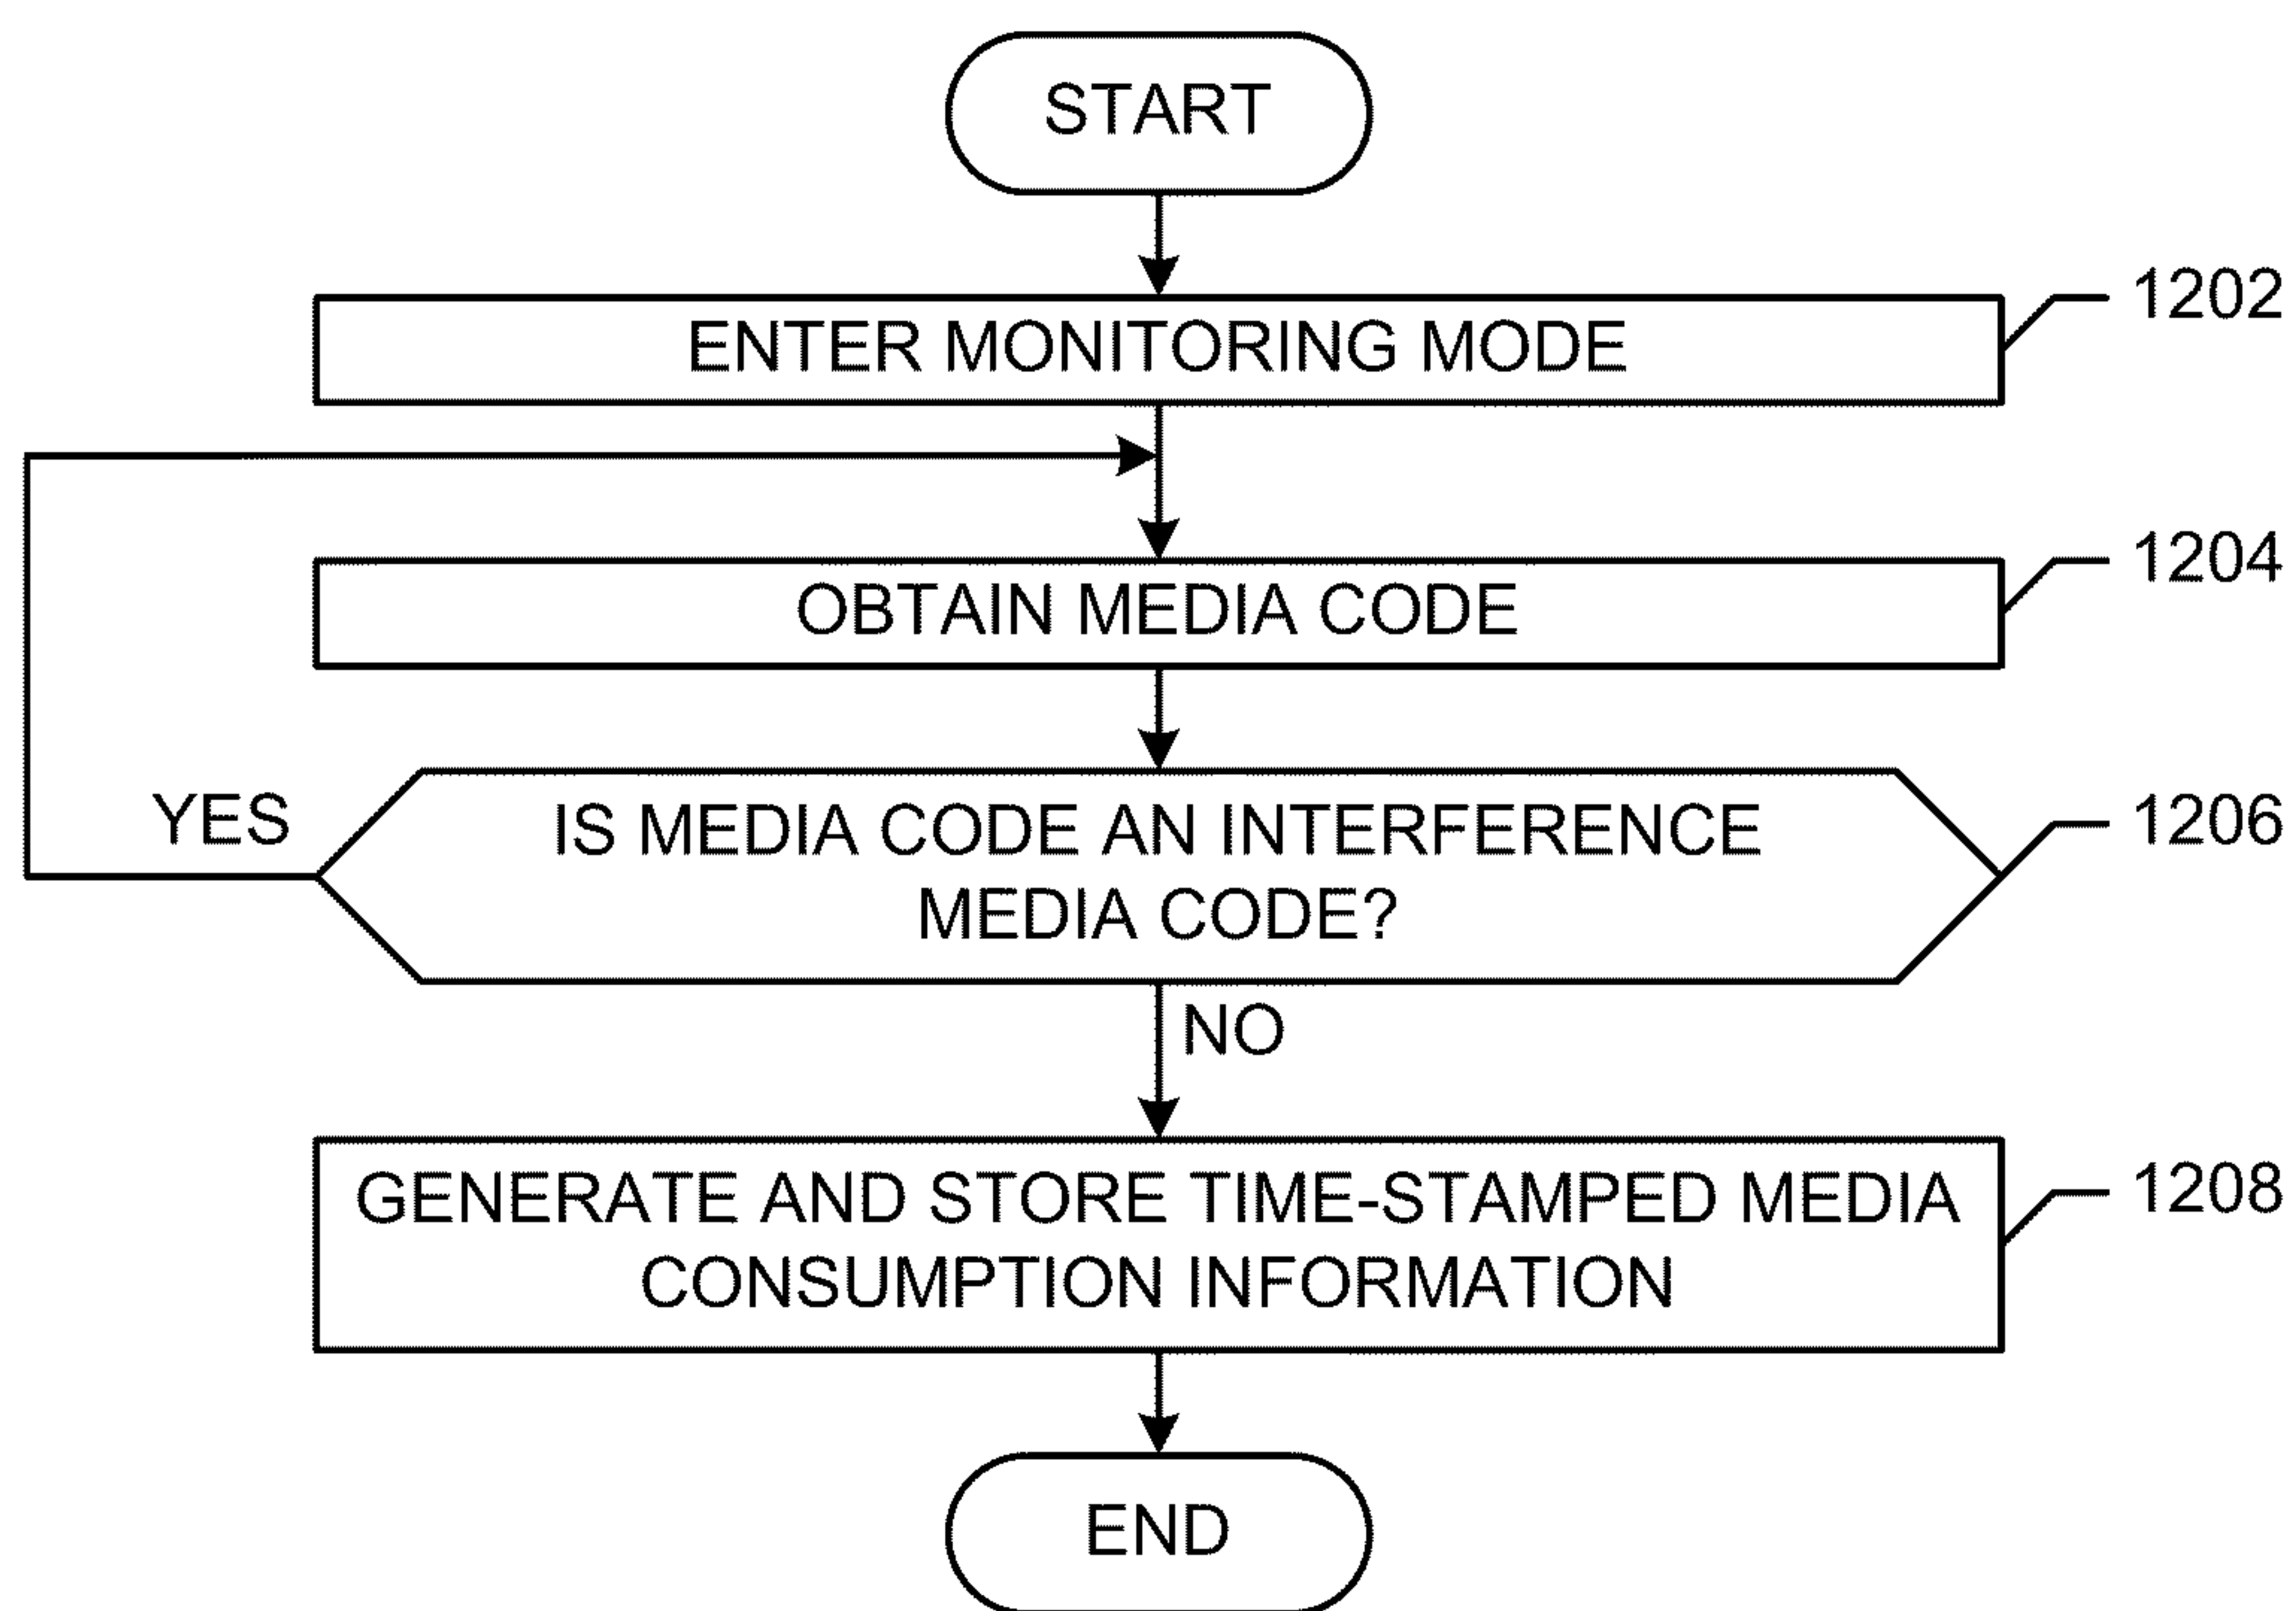 START
ENTER MONITORING MODE
1202
OBTAIN MEDIA CODE
1204
YES
IS MEDIA CODE AN INTERFERENCE
MEDIA CODE?
1206
NO
GENERATE AND STORE TIME-STAMPED MEDIA
CONSUMPTION INFORMATION
1208
END